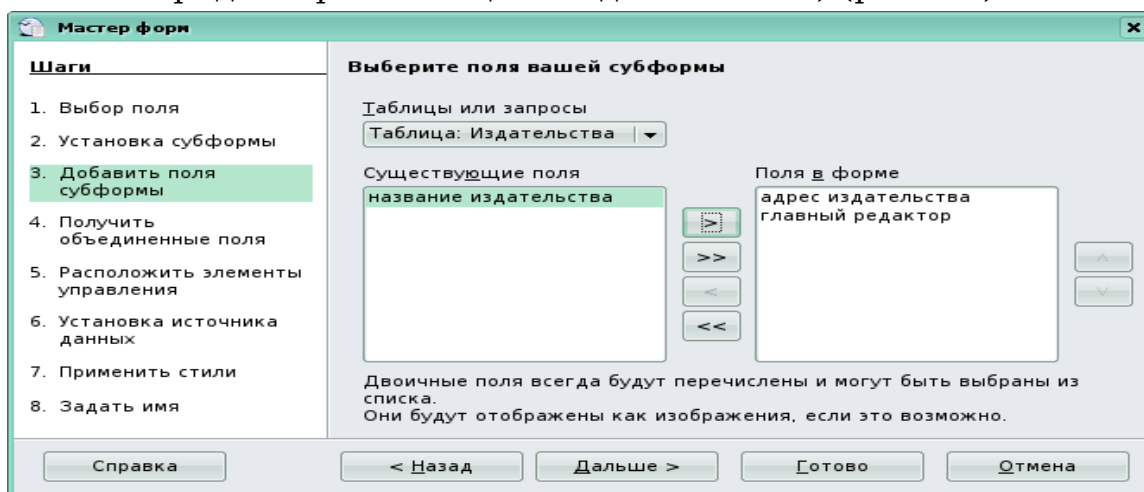 Мастер форм
Шаги
1. Выбор поля
2. Установка субформы
3. Добавить поля
субформы
4. Получить
объединенные поля
5. Расположить элементы
управления
6. Установка источника
данных
7. Применить стили
8. Задать имя
Выберите поля вашей субформы
Таблицы или запросы
Таблица: Издательства
Существующие поля
название издательства
>
>>
<
<<
Поля в форме
адрес издательства
главный редактор
Двоичные поля всегда будут перечислены и могут быть выбраны из
списка.
Они будут отображены как изображения, если это возможно.
Справка
< Назад
Дальше >
Готово
Отмена